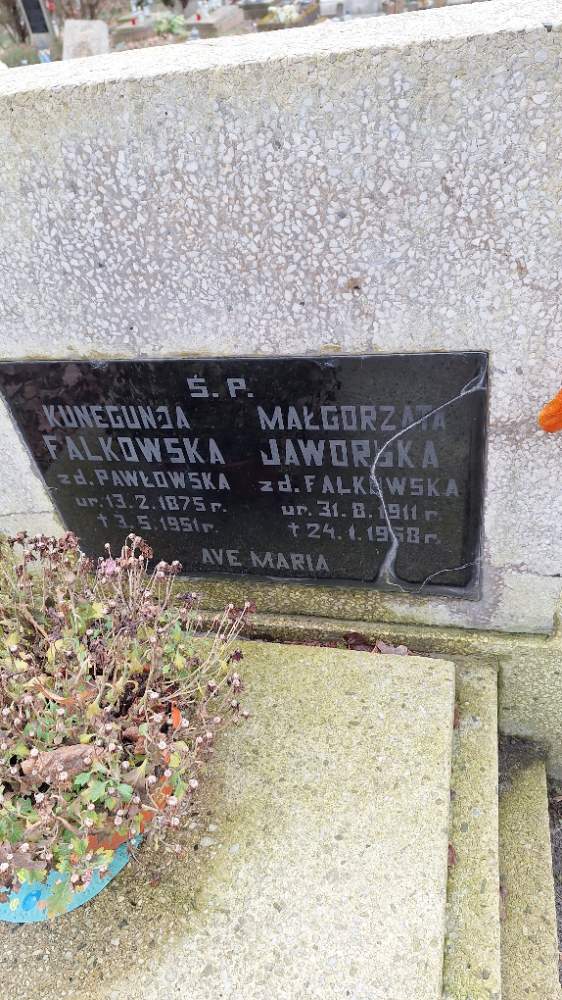 Ś. P.
KUNEGUNDA
FALKOWSKA
zd. PAWŁOWSKA
ur. 13.2.1875 r.
† 3.5.1951 r.
MAŁGORZATA
JAWORSKA
zd. FALKOWSKA
ur. 31.8.1911 r.
† 24.1.1958 r.
AVE MARIA